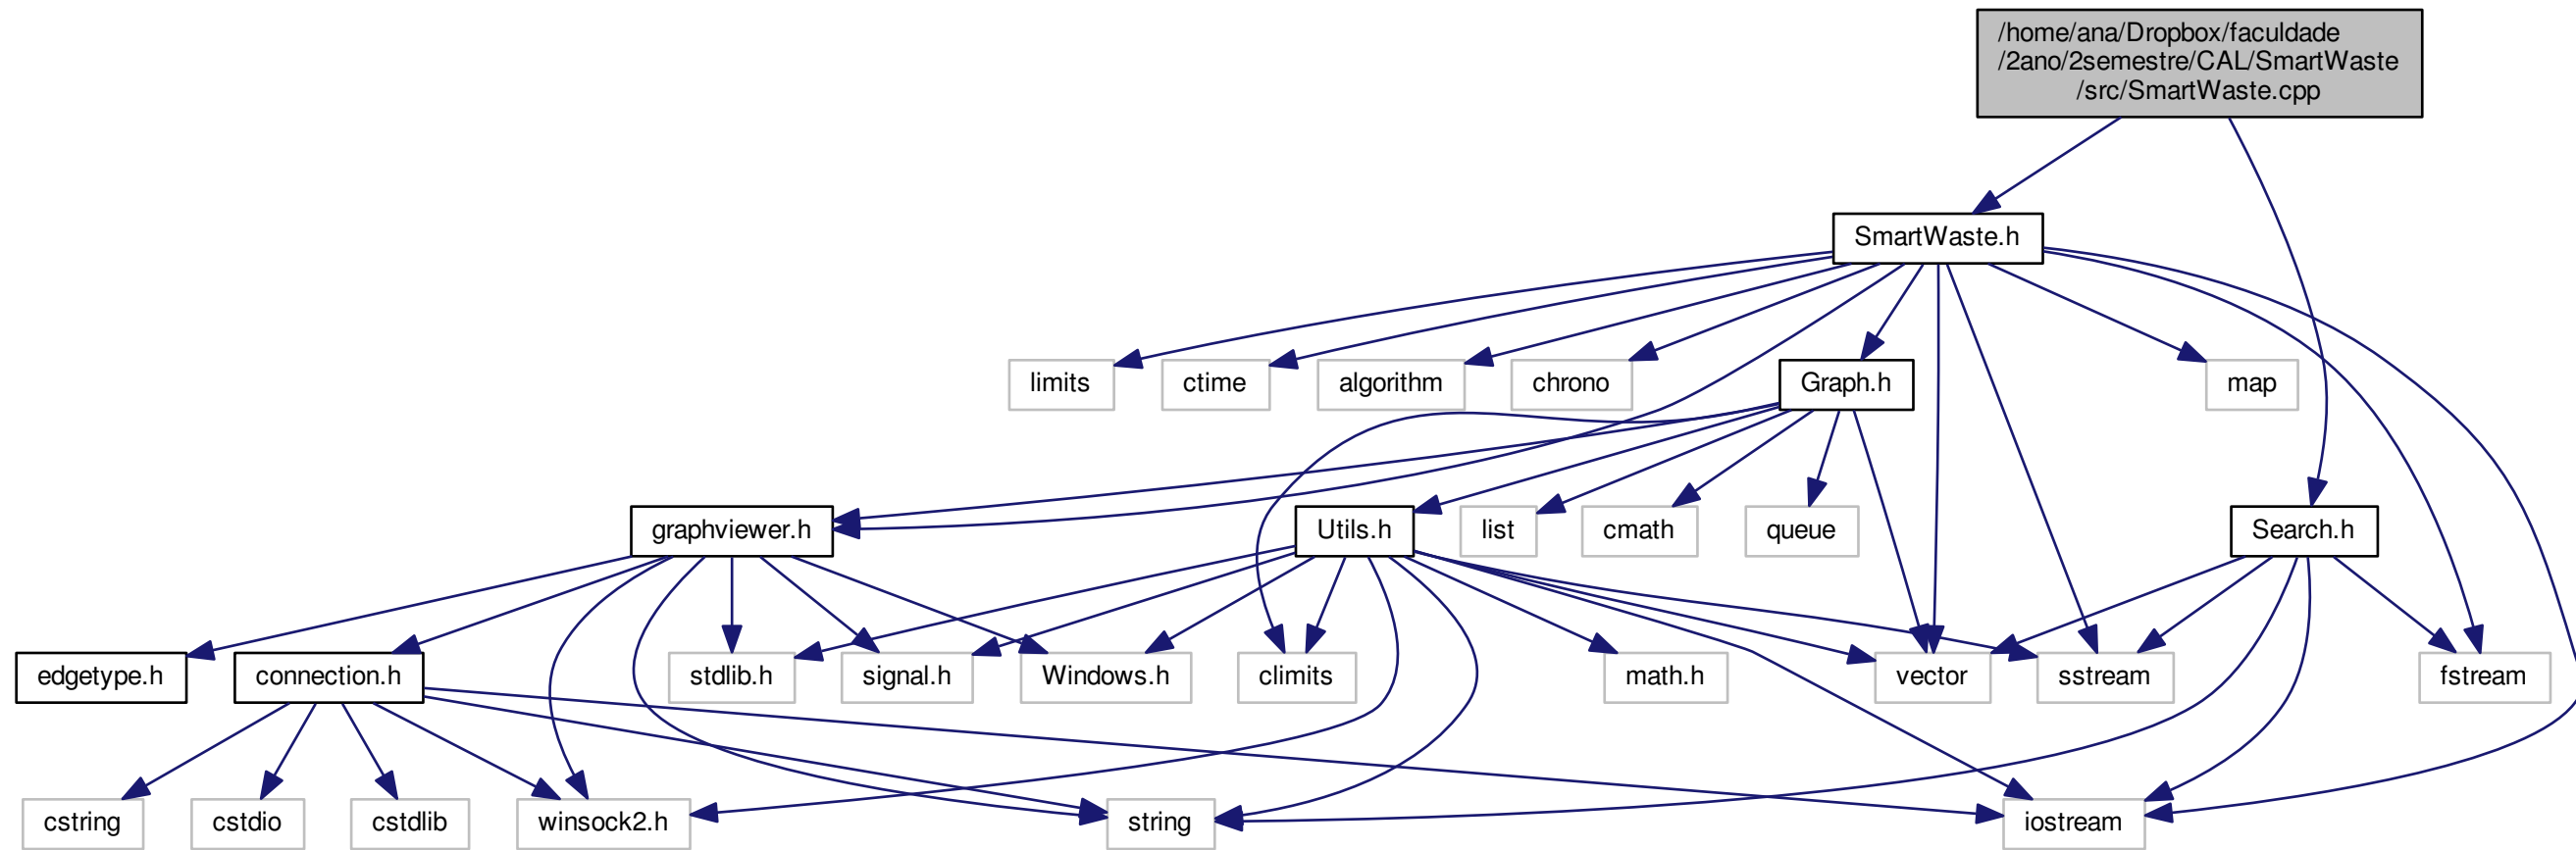 /home/ana/Dropbox/faculdade
/2ano/2semestre/CAL/SmartWaste
/src/SmartWaste.cpp
SmartWaste.h
limits
ctime
algorithm
chrono
Graph.h
map
graphviewer.h
Utils.h
list
cmath
queue
Search.h
edgetype.h
connection.h
stdlib.h
signal.h
Windows.h
climits
math.h
vector
sstream
fstream
cstring
cstdio
cstdlib
winsock2.h
string
iostream